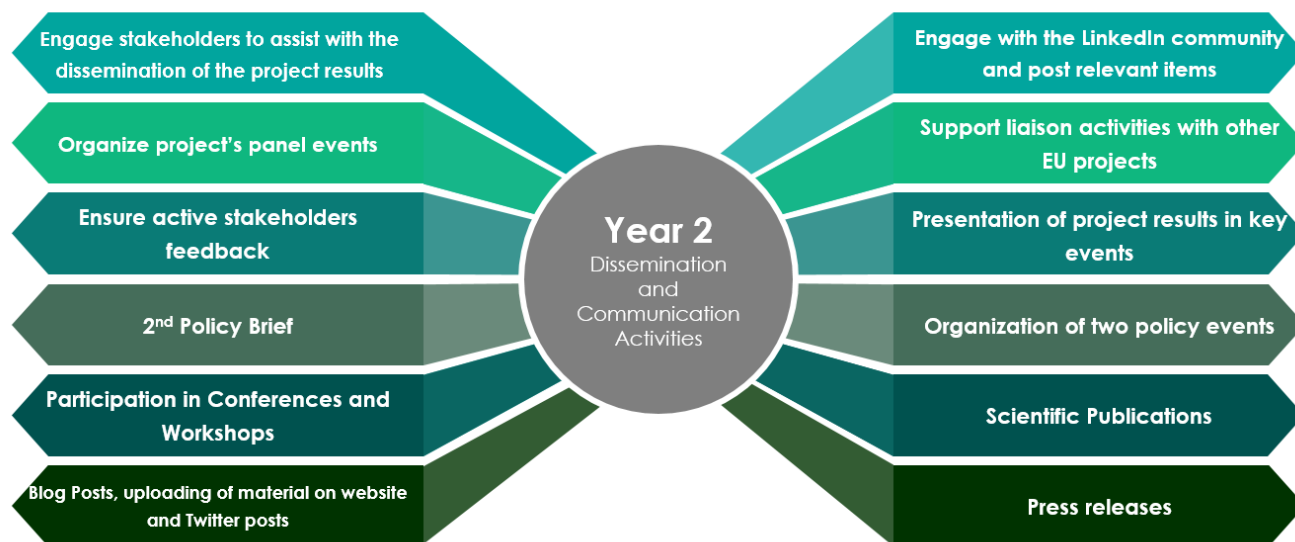 Engage stakeholders to assist with the
dissemination of the project results
Organize project's panel events
Ensure active stakeholders
feedback
2nd Policy Brief
Participation in Conferences and
Workshops
Blog Posts, uploading of material on website
and Twitter posts
Year 2
Dissemination
and
Communication
Activities
Engage with the LinkedIn community
and post relevant items
Support liaison activities with other
EU projects
Presentation of project results in key
events
Organization of two policy events
Scientific Publications
Press releases